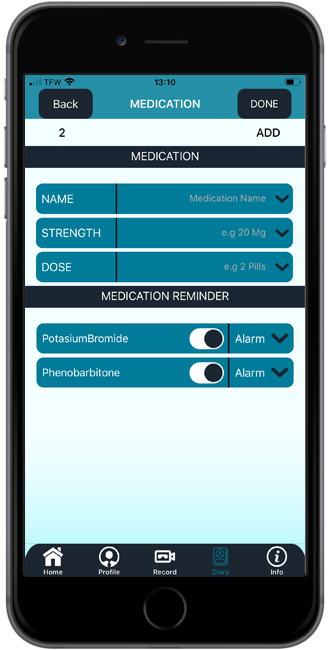 TFW 13:10
Back MEDICATION DONE
2 ADD
MEDICATION
NAME Medication Name
STRENGTH e.g 20 Mg
DOSE e.g 2 Pills
MEDICATION REMINDER
PotasiumBromide Alarm
Phenobarbitone Alarm
Home Profile Record Diary Info